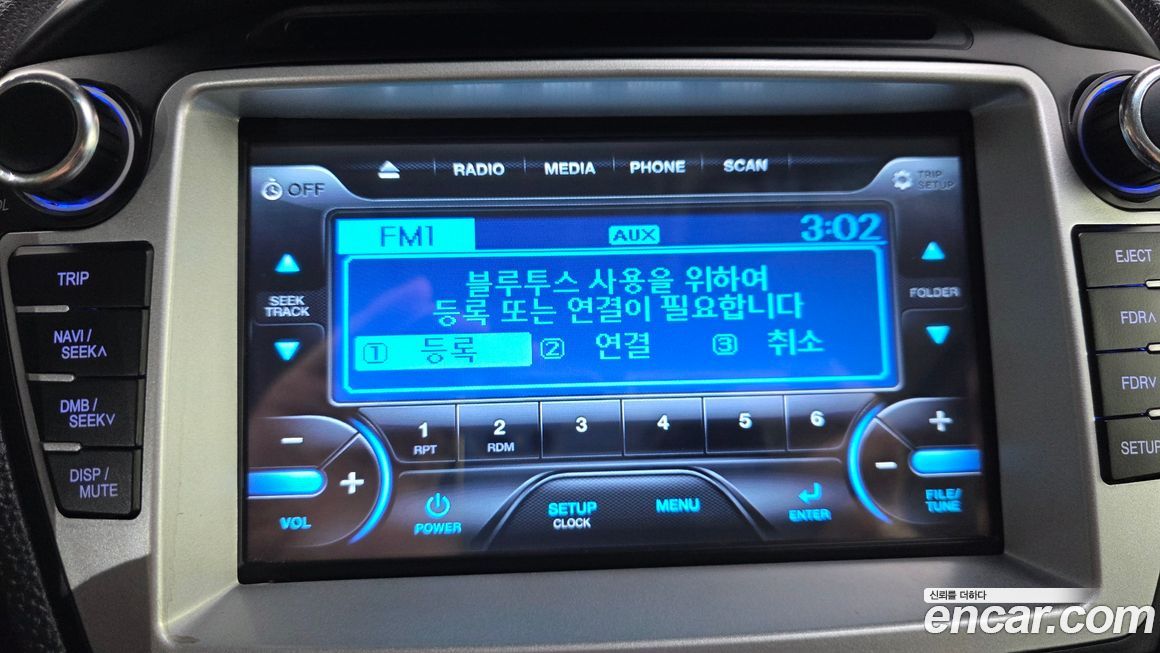 RADIO MEDIA PHONE SCAN
OFF
TRIP SETUP
FM1 AUX 3:02
블루투스 사용을 위하여
등록 또는 연결이 필요합니다
① 등록 ② 연결 ③ 취소
SEEK
TRACK
FOLDER
TRIP
NAVI /
SEEK∧
DMB /
SEEK∨
DISP /
MUTE
EJECT
FDR∧
FDR∨
SETUP
1 2 3 4 5 6
RPT RDM
− + VOL
POWER
SETUP
CLOCK
MENU
ENTER
+ −
FILE/
TUNE
신뢰를 더하다
encar.com